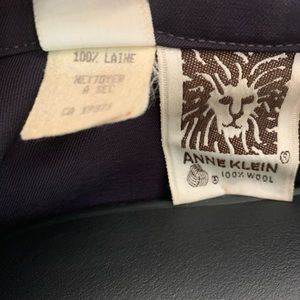 100% LAINE
NETTOYER
A SEC
ANNE KLEIN
100% WOOL